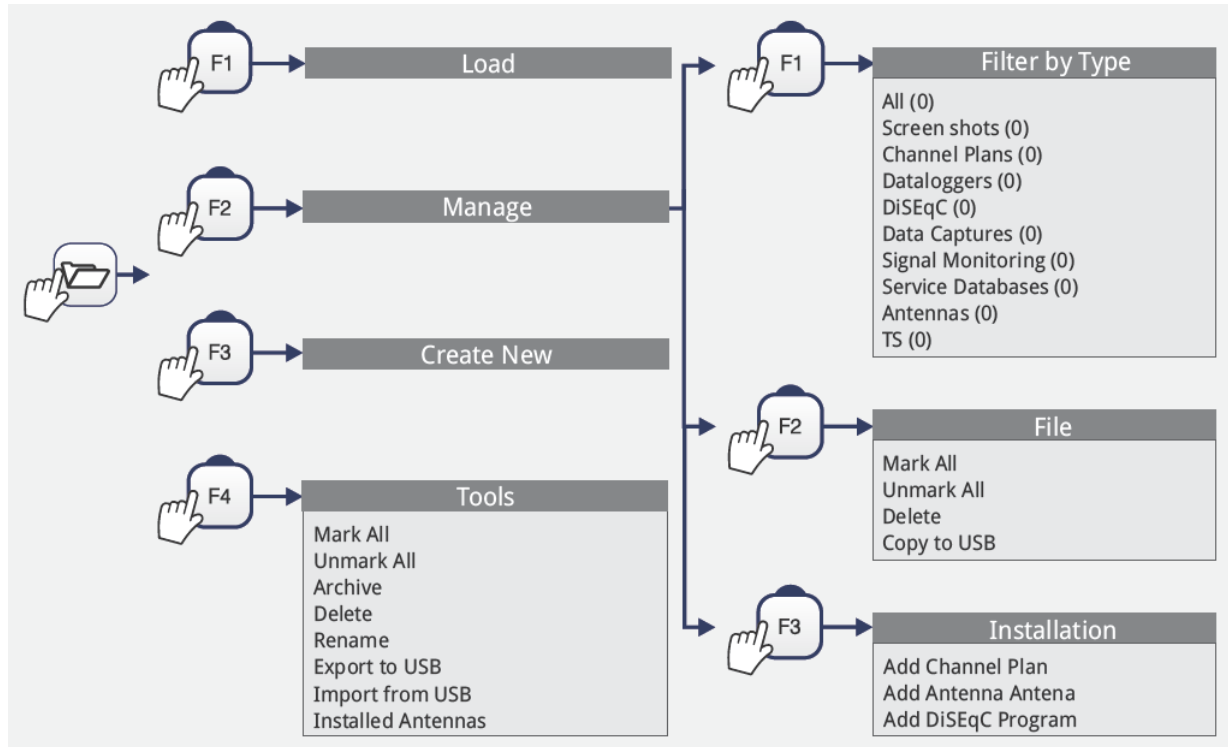 F1
Load
F2
Manage
F3
Create New
F4
Tools
Mark All
Unmark All
Archive
Delete
Rename
Export to USB
Import from USB
Installed Antennas
F1
Filter by Type
All (0)
Screen shots (0)
Channel Plans (0)
Dataloggers (0)
DiSEqC (0)
Data Captures (0)
Signal Monitoring (0)
Service Databases (0)
Antennas (0)
TS (0)
F2
File
Mark All
Unmark All
Delete
Copy to USB
F3
Installation
Add Channel Plan
Add Antenna Antena
Add DiSEqC Program